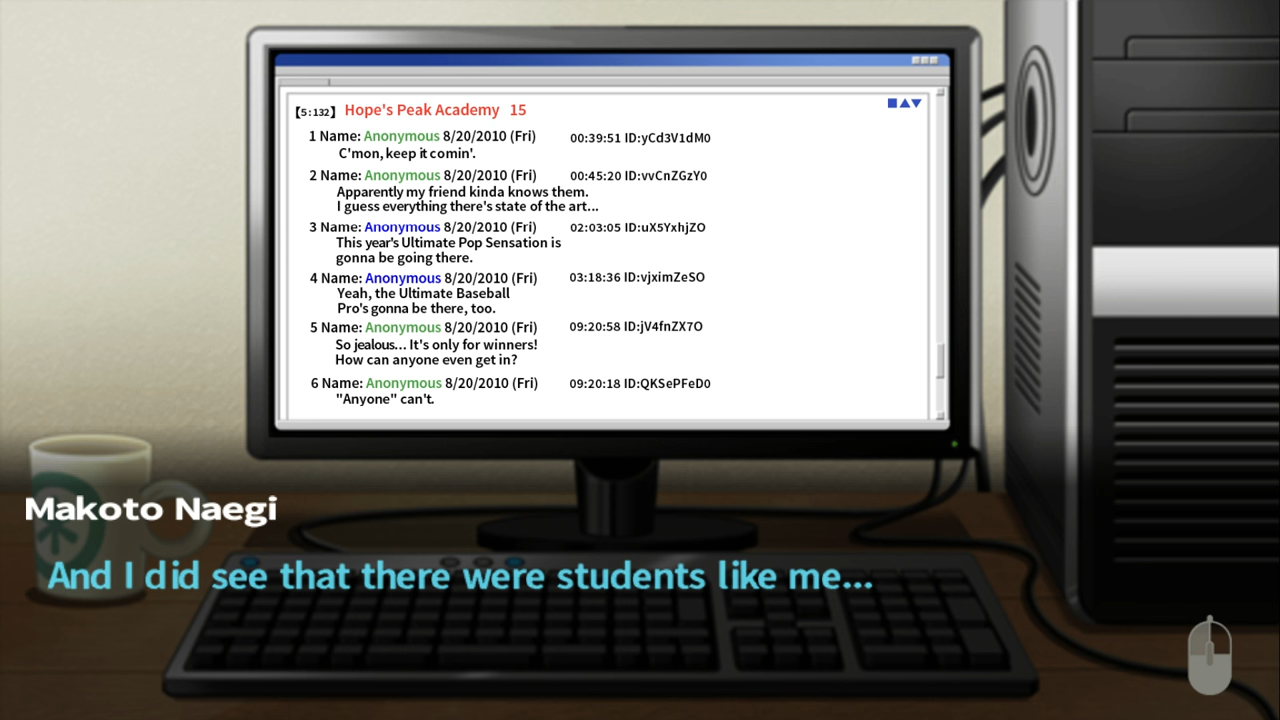 【5:132】 Hope's Peak Academy 15
1 Name: Anonymous 8/20/2010 (Fri) 00:39:51 ID:yCd3V1dM0
C'mon, keep it comin'.
2 Name: Anonymous 8/20/2010 (Fri) 00:45:20 ID:vvCnZGzY0
Apparently my friend kinda knows them.
I guess everything there's state of the art...
3 Name: Anonymous 8/20/2010 (Fri) 02:03:05 ID:uX5YxhjZO
This year's Ultimate Pop Sensation is
gonna be going there.
4 Name: Anonymous 8/20/2010 (Fri) 03:18:36 ID:vjximZeSO
Yeah, the Ultimate Baseball
Pro's gonna be there, too.
5 Name: Anonymous 8/20/2010 (Fri) 09:20:58 ID:jV4fnZX7O
So jealous... It's only for winners!
How can anyone even get in?
6 Name: Anonymous 8/20/2010 (Fri) 09:20:18 ID:QKSePFeD0
"Anyone" can't.
Makoto Naegi
And I did see that there were students like me...